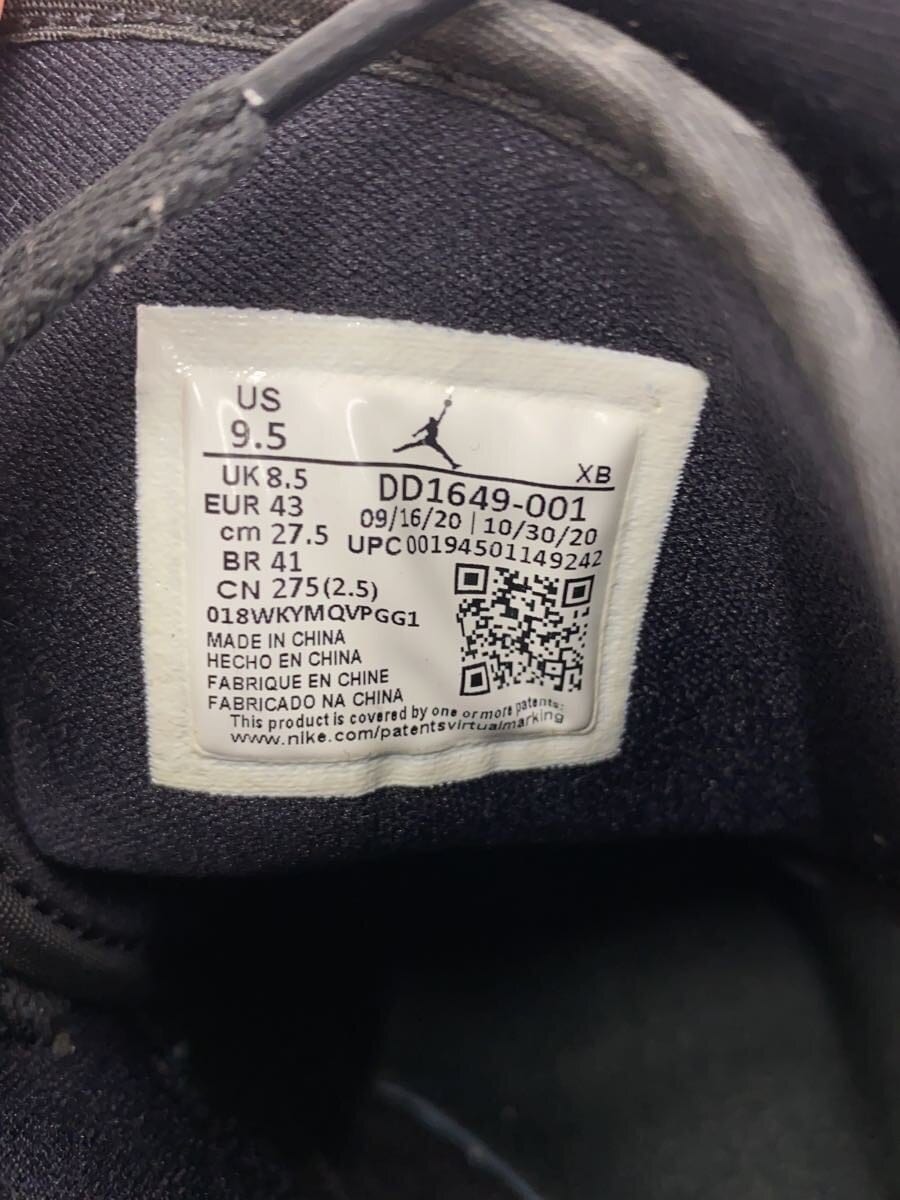 US
9.5
XB
UK 8.5
EUR 43
cm 27.5
BR 41
CN 275(2.5)
DD1649-001
09/16/20 | 10/30/20
UPC 00194501149242
018WKYMQVPGG1
MADE IN CHINA
HECHO EN CHINA
FABRIQUE EN CHINE
FABRICADO NA CHINA
This product is covered by one or more patents:
www.nike.com/patentsvirtualmarking